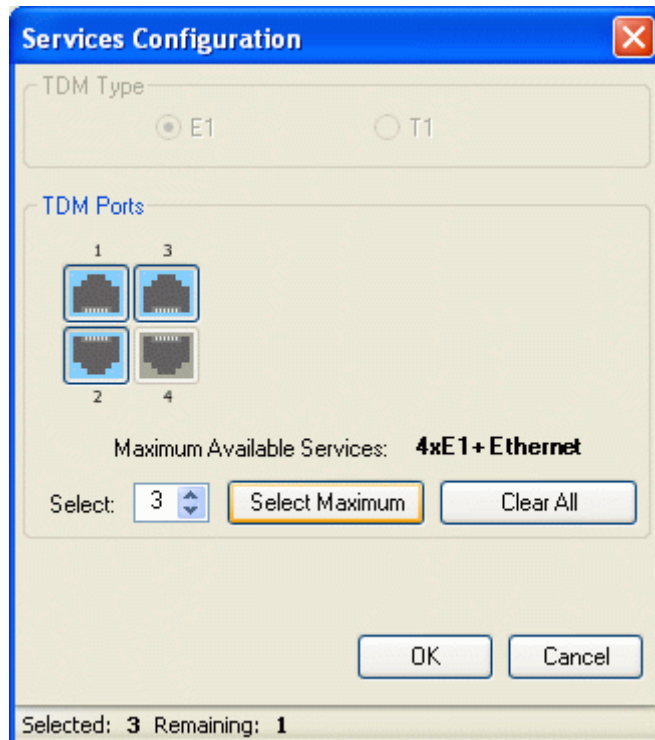 Services Configuration
TDM Type
E1 T1
TDM Ports
1 3
2 4
Maximum Available Services: 4xE1+Ethernet
Select: 3 Select Maximum Clear All
OK Cancel
Selected: 3 Remaining: 1